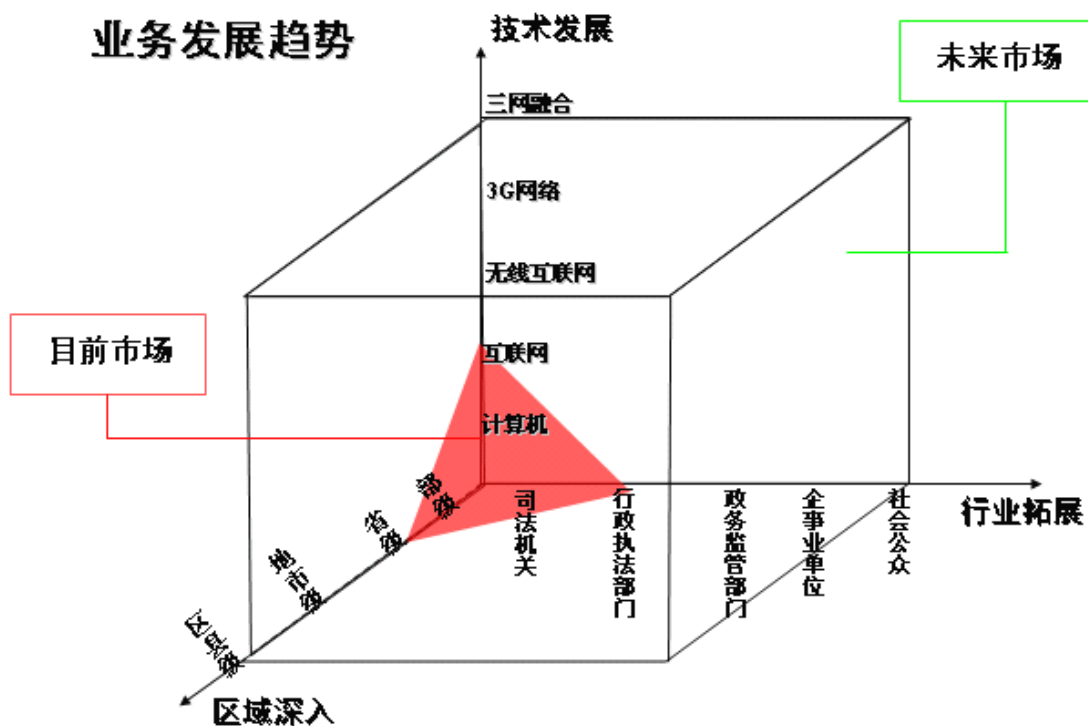 业务发展趋势
技术发展
未来市场
三网融合
3G网络
无线互联网
目前市场
互联网
计算机
部级
省级
地市级
区县级
区域深入
司法机关
行政执法部门
政务监管部门
企事业单位
社会公众
行业拓展